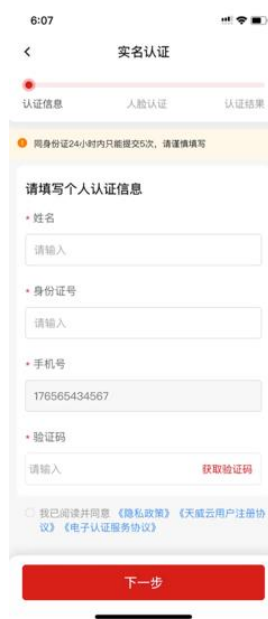 6:07
实名认证
认证信息 人脸认证 认证结果
同身份证24小时内只能提交5次，请谨慎填写
请填写个人认证信息
* 姓名
请输入
* 身份证号
请输入
* 手机号
176565434567
* 验证码
请输入 获取验证码
我已阅读并同意 《隐私政策》 《天威云用户注册协
议》 《电子认证服务协议》
下一步